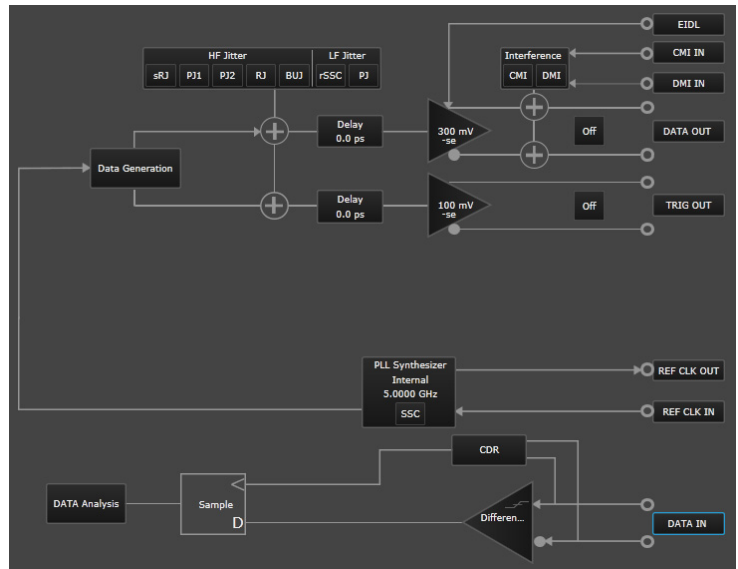 EIDL
HF Jitter
LF Jitter
Interference
CMI IN
sRJ
PJ1
PJ2
RJ
BUJ
rSSC
PJ
CMI
DMI
DMI IN
Delay
0.0 ps
300 mV
-se
Off
DATA OUT
Data Generation
Delay
0.0 ps
100 mV
-se
Off
TRIG OUT
PLL Synthesizer
Internal
5.0000 GHz
SSC
REF CLK OUT
REF CLK IN
CDR
DATA Analysis
Sample
D
Differen...
DATA IN